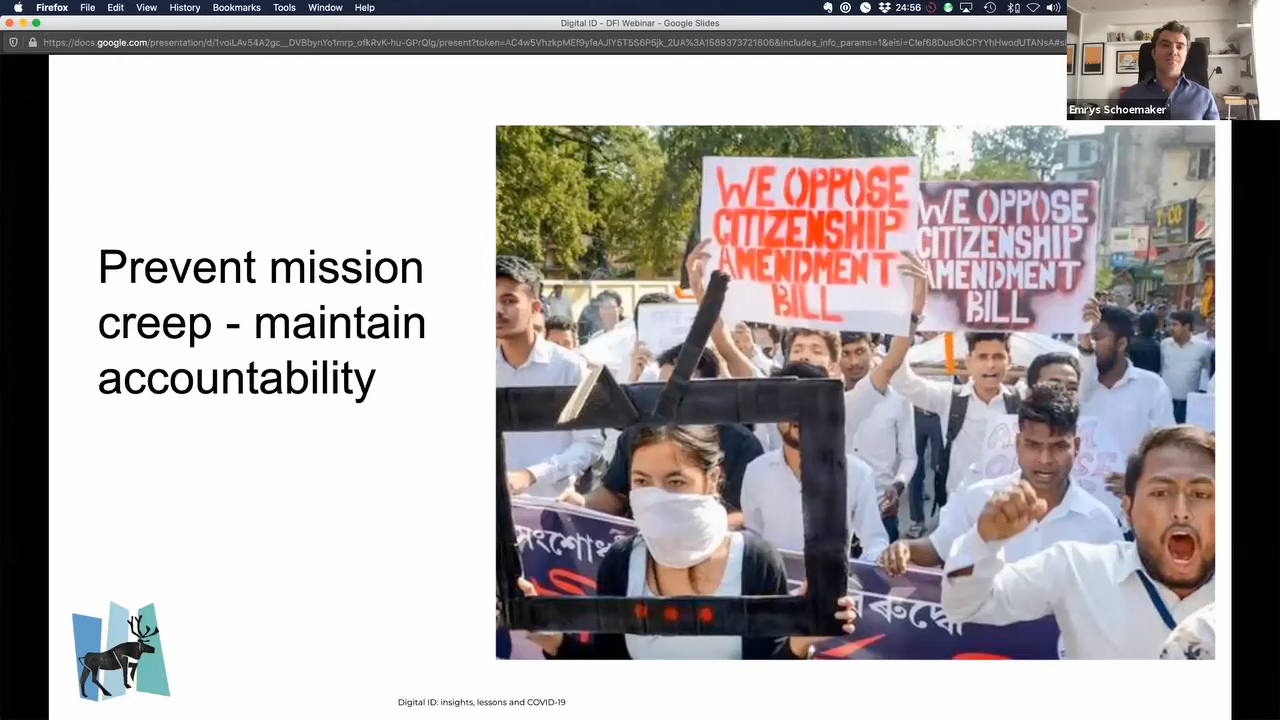 Firefox File Edit View History Bookmarks Tools Window Help
24:56
Digital ID - DFI Webinar - Google Slides
Emrys Schoemaker
Prevent mission
creep - maintain
accountability
WE OPPOSE
CITIZENSHIP
AMENDMENT
BILL
WE OPPOSE
CITIZENSHIP
AMENDMENT
BILL
Digital ID: insights, lessons and COVID-19